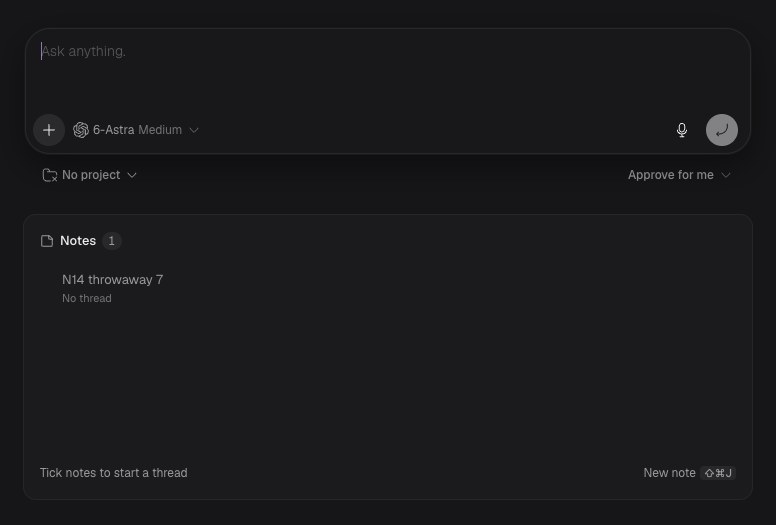 Ask anything.
6-Astra Medium
No project
Approve for me
Notes 1
N14 throwaway 7
No thread
Tick notes to start a thread
New note ⇧⌘J